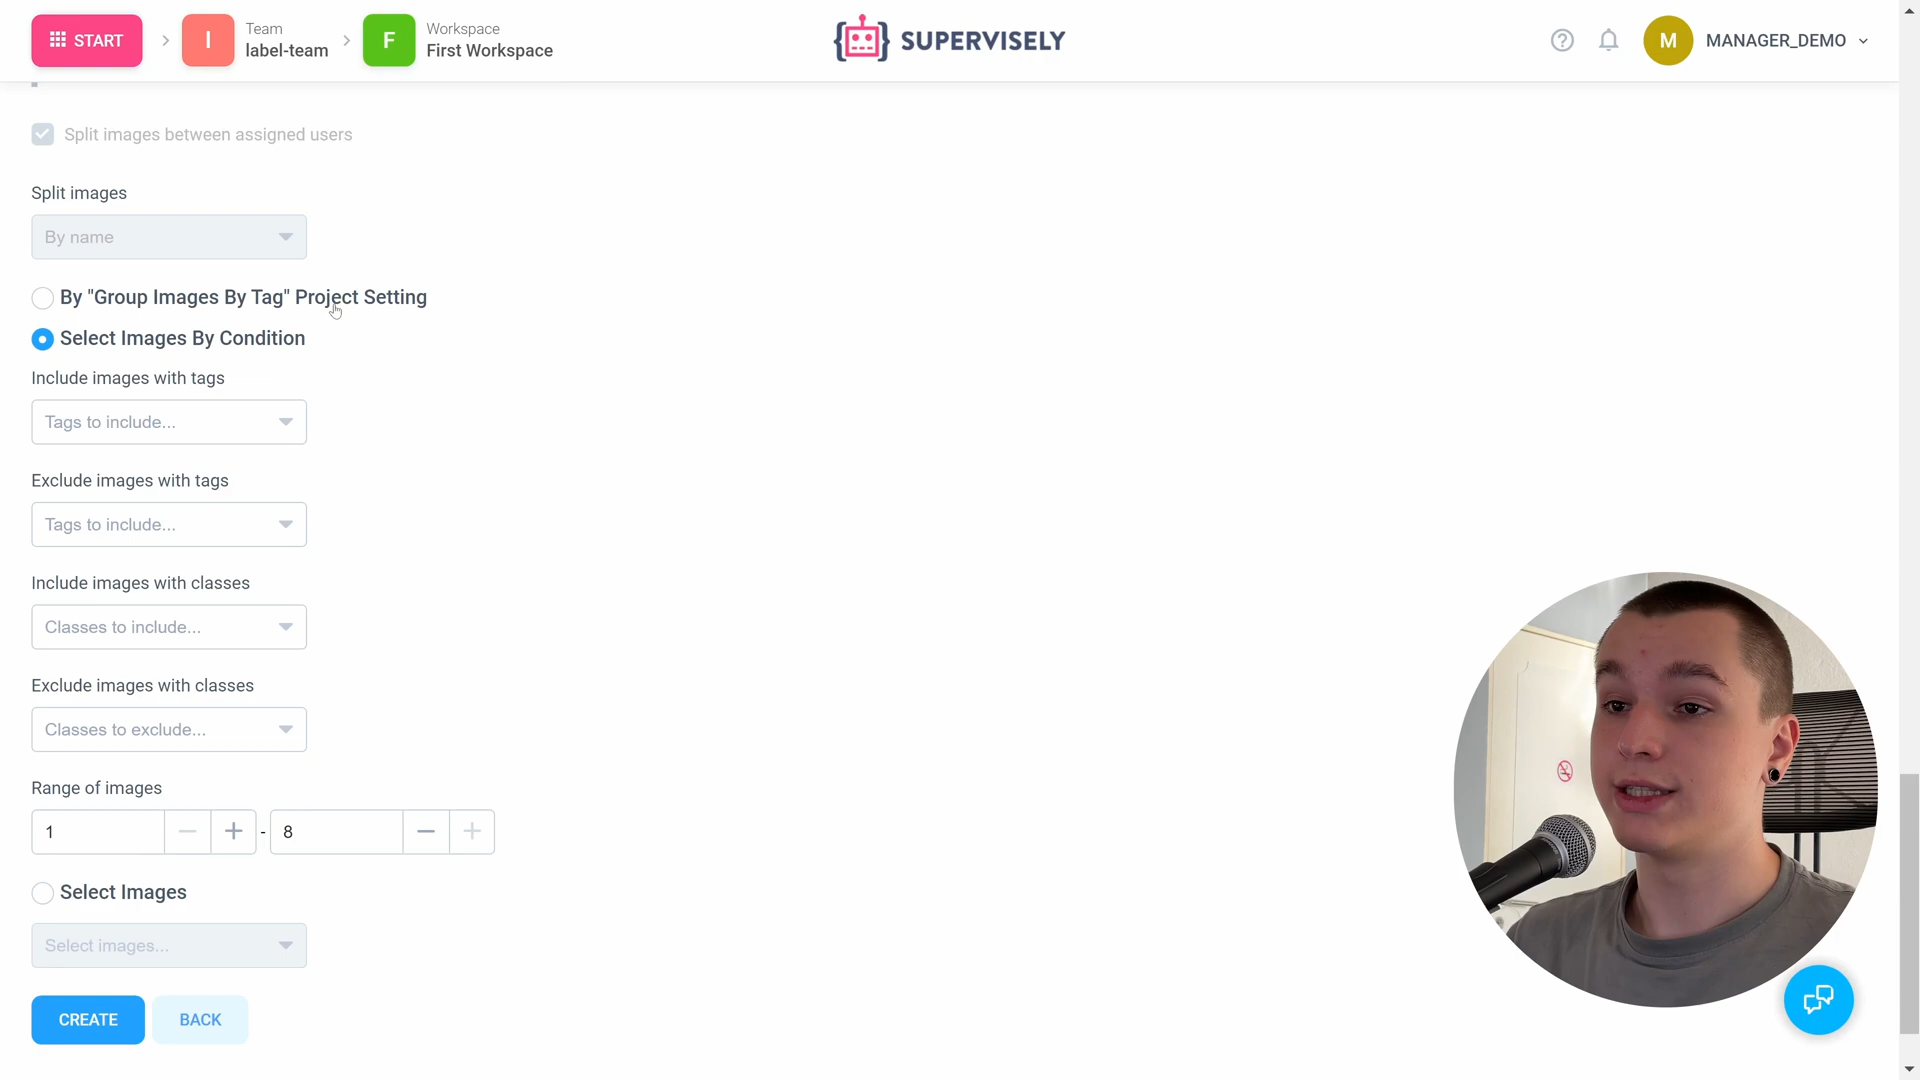 START
I
Team
label-team
F
Workspace
First Workspace
SUPERVISELY
M
MANAGER_DEMO
Split images between assigned users
Split images
By name
By "Group Images By Tag" Project Setting
Select Images By Condition
Include images with tags
Tags to include...
Exclude images with tags
Tags to include...
Include images with classes
Classes to include...
Exclude images with classes
Classes to exclude...
Range of images
1 - 8
Select Images
Select images...
CREATE
BACK